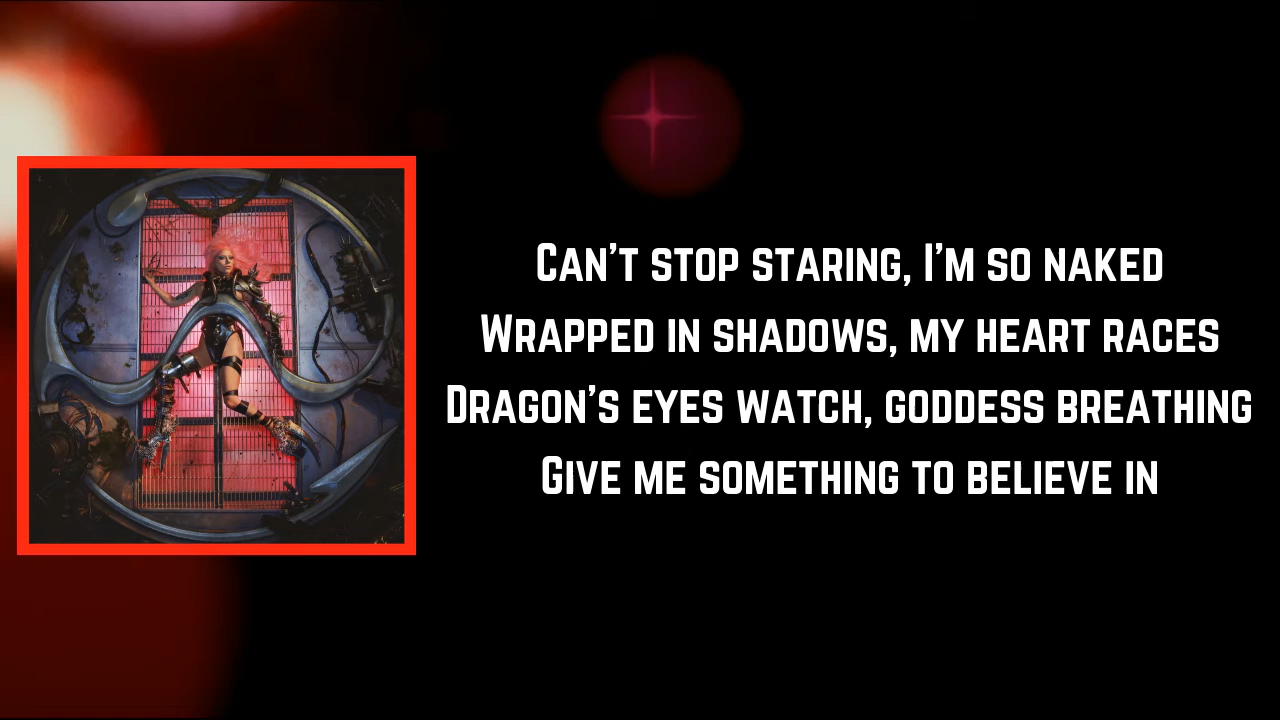 Can't stop staring, I'm so naked
Wrapped in shadows, my heart races
Dragon's eyes watch, goddess breathing
Give me something to believe in